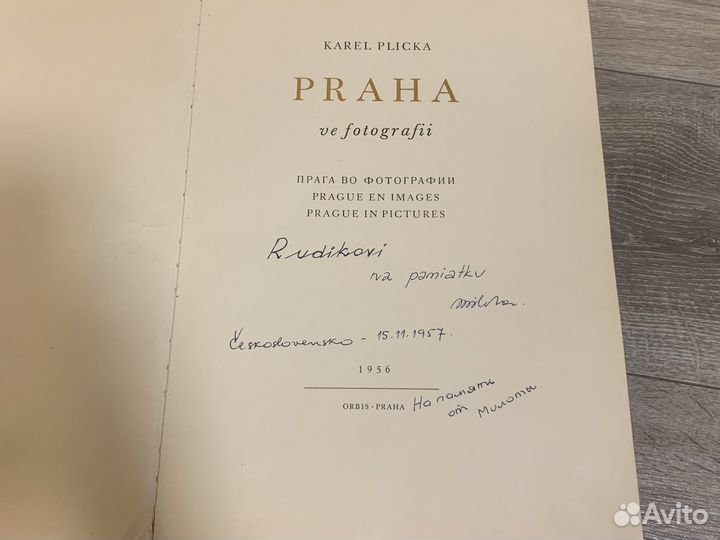 KAREL PLICKA
PRAHA
ve fotografii
ПРАГА ВО ФОТОГРАФИИ
PRAGUE EN IMAGES
PRAGUE IN PICTURES
Rudikovi
na pamiatku
Československo - 15.11.1957.
1956
ORBIS · PRAHA
На память
от Милоты.
Avito